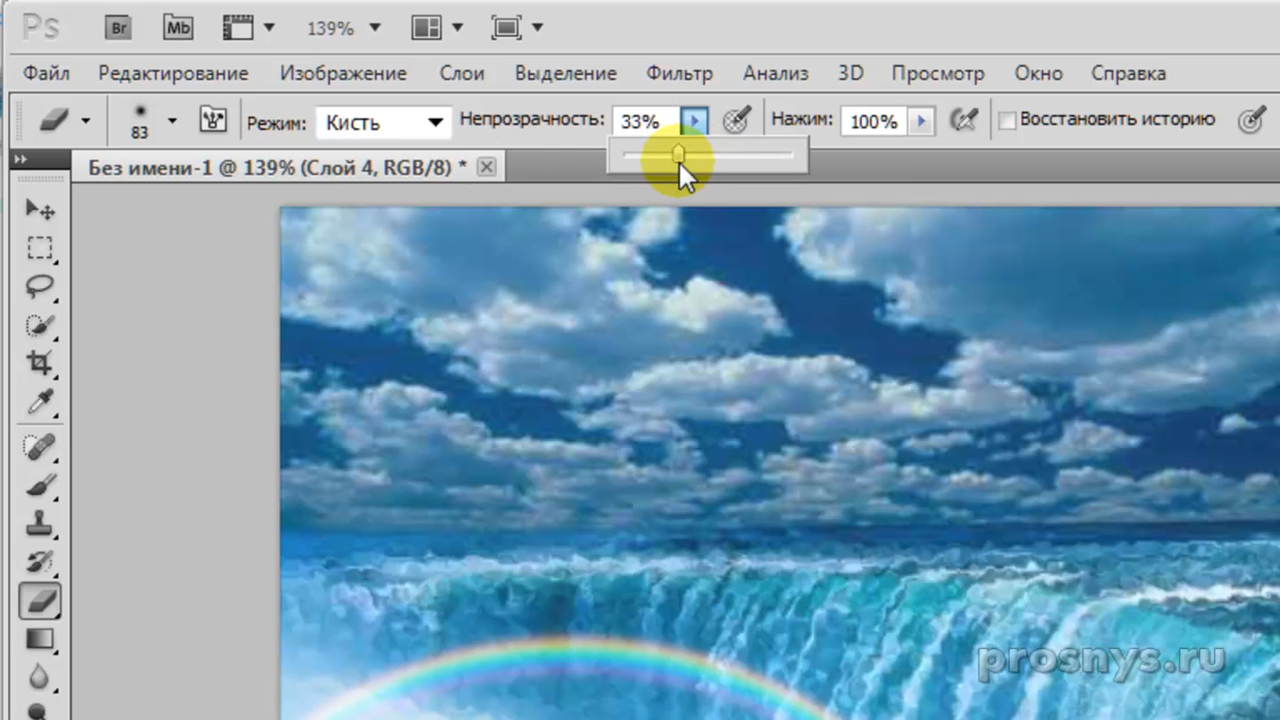 Ps Br Mb 139%
Файл Редактирование Изображение Слои Выделение Фильтр Анализ 3D Просмотр Окно Справка
83 Режим: Кисть Непрозрачность: 33% Нажим: 100% Восстановить историю
Без имени-1 @ 139% (Слой 4, RGB/8) *
prosnys.ru